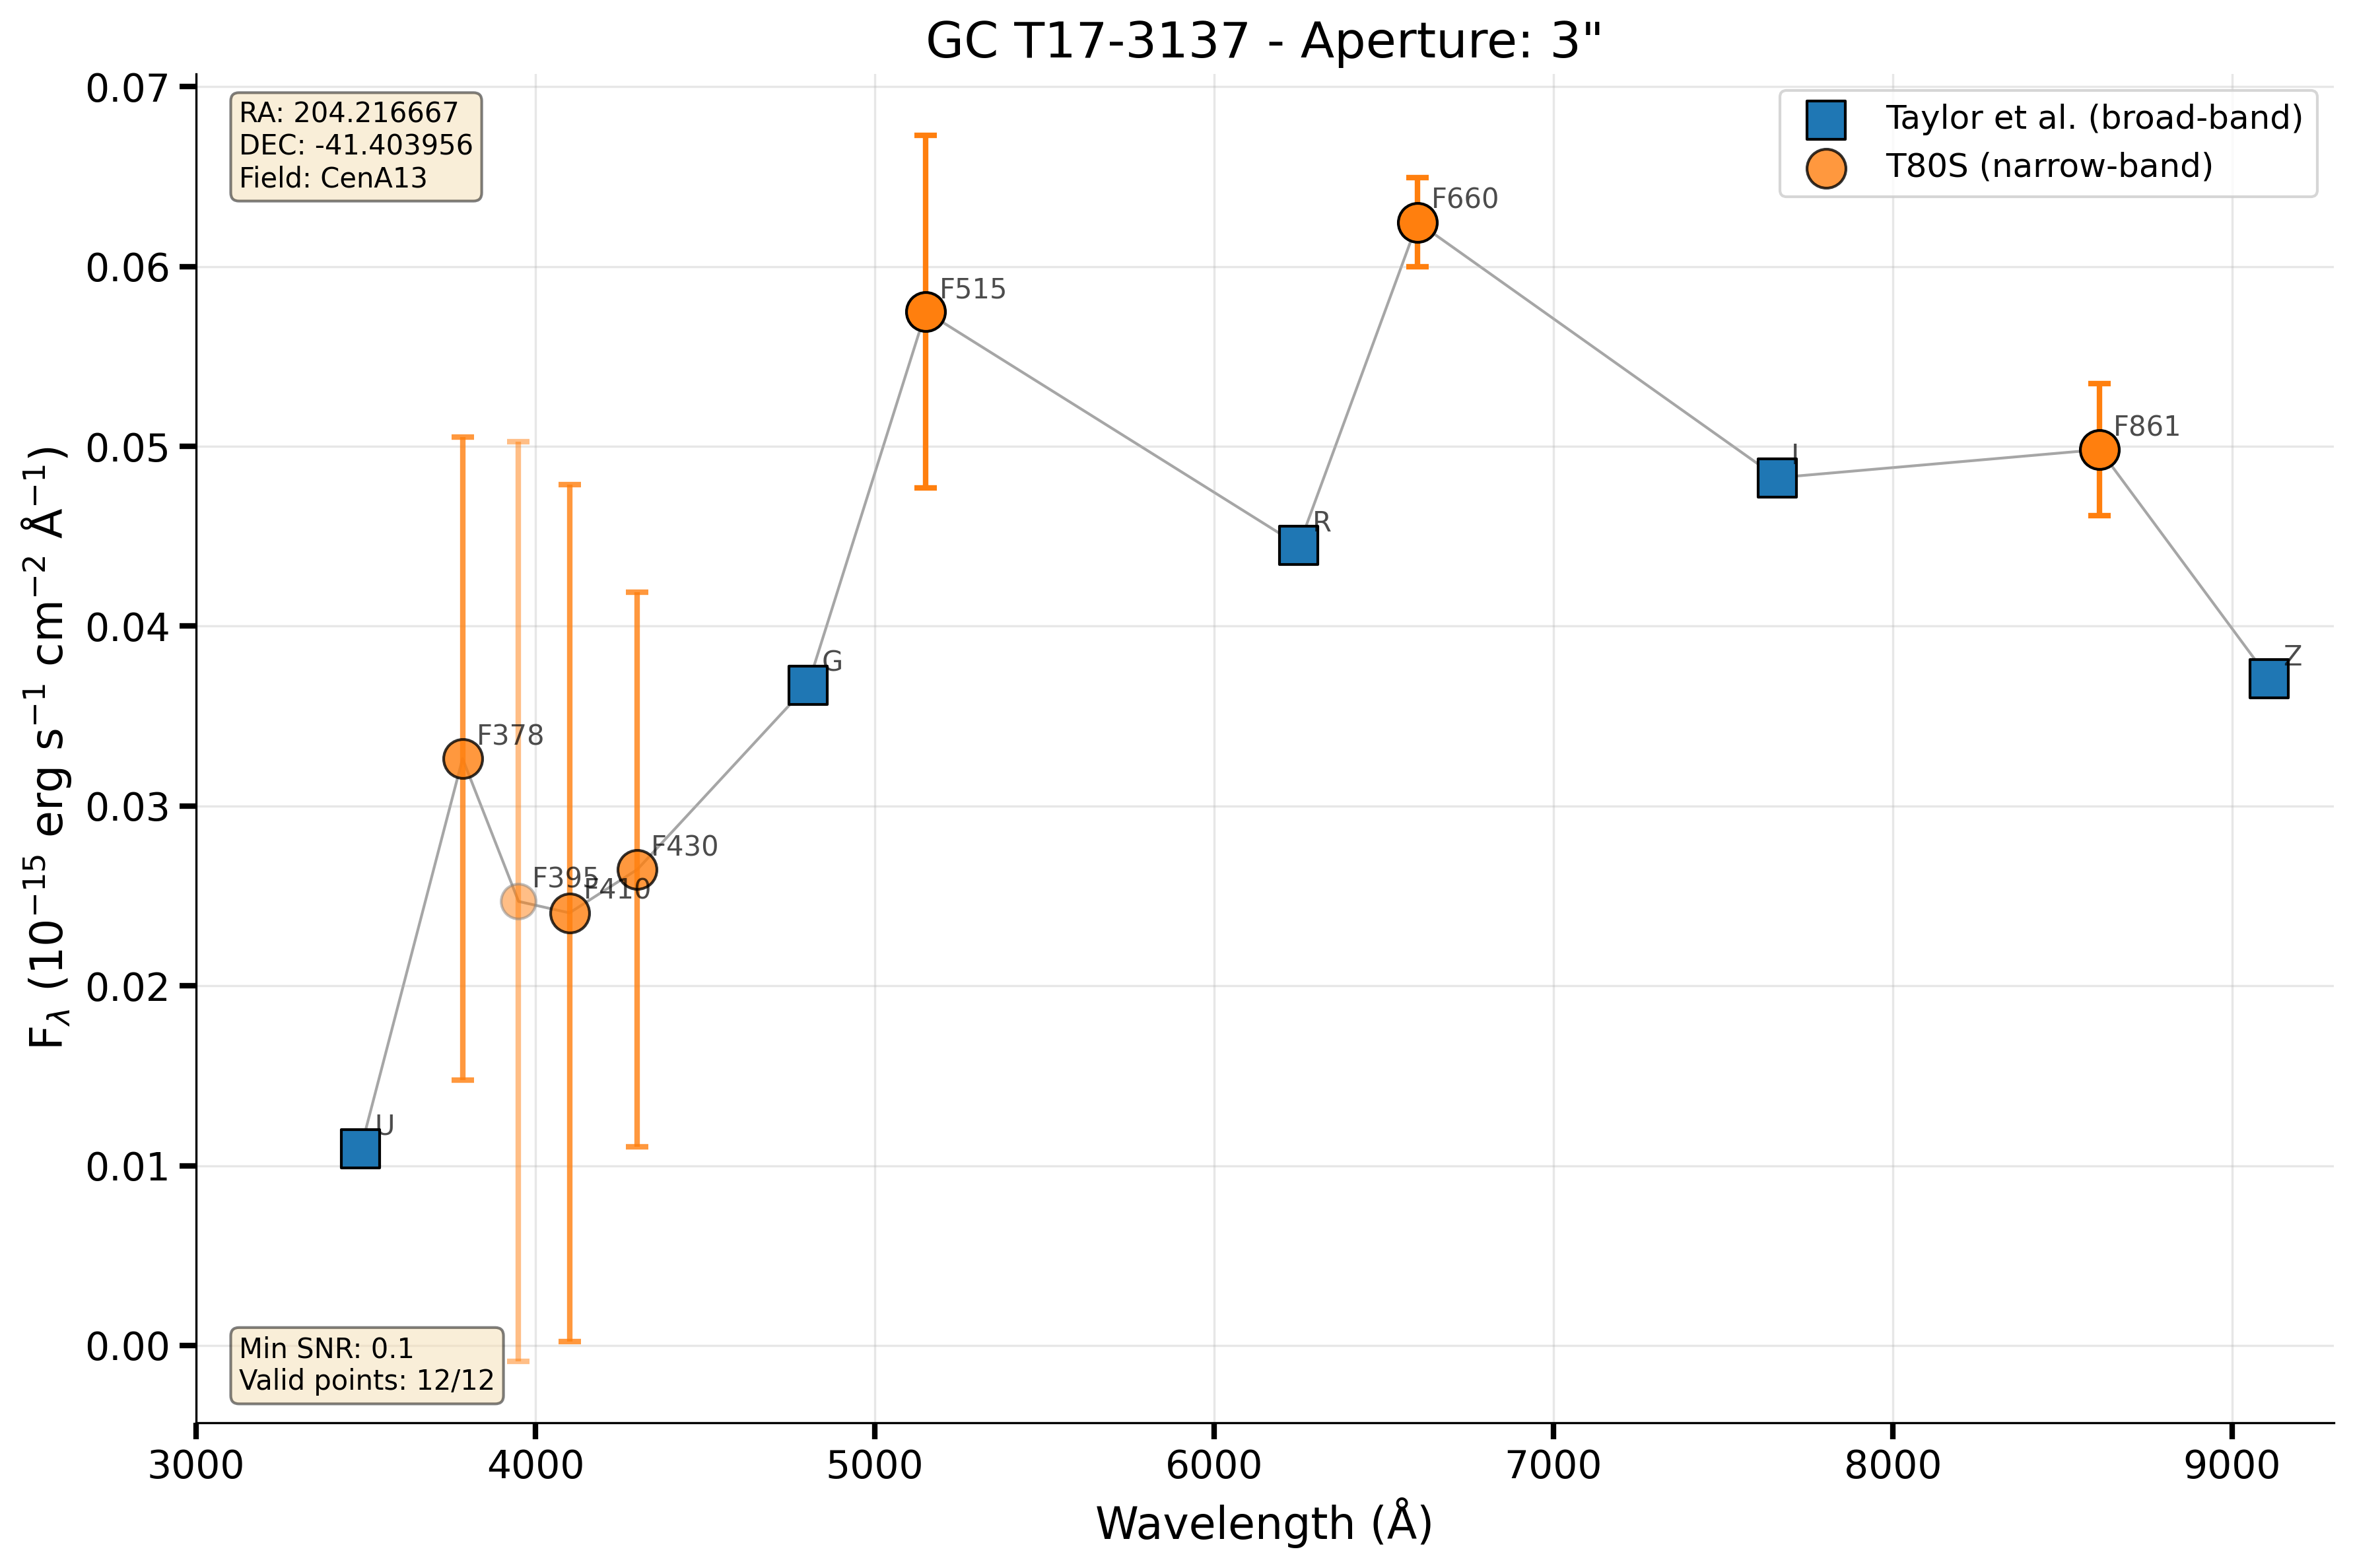 GC T17-3137 - Aperture: 3"
RA: 204.216667
DEC: -41.403956
Field: CenA13
Taylor et al. (broad-band)
T80S (narrow-band)
F660
F515
F861
I
R
G
Z
F378
F430
F395
F410
U
Min SNR: 0.1
Valid points: 12/12
0.07
0.06
0.05
0.04
0.03
0.02
0.01
0.00
F_λ (10⁻¹⁵ erg s⁻¹ cm⁻² Å⁻¹)
3000 4000 5000 6000 7000 8000 9000
Wavelength (Å)